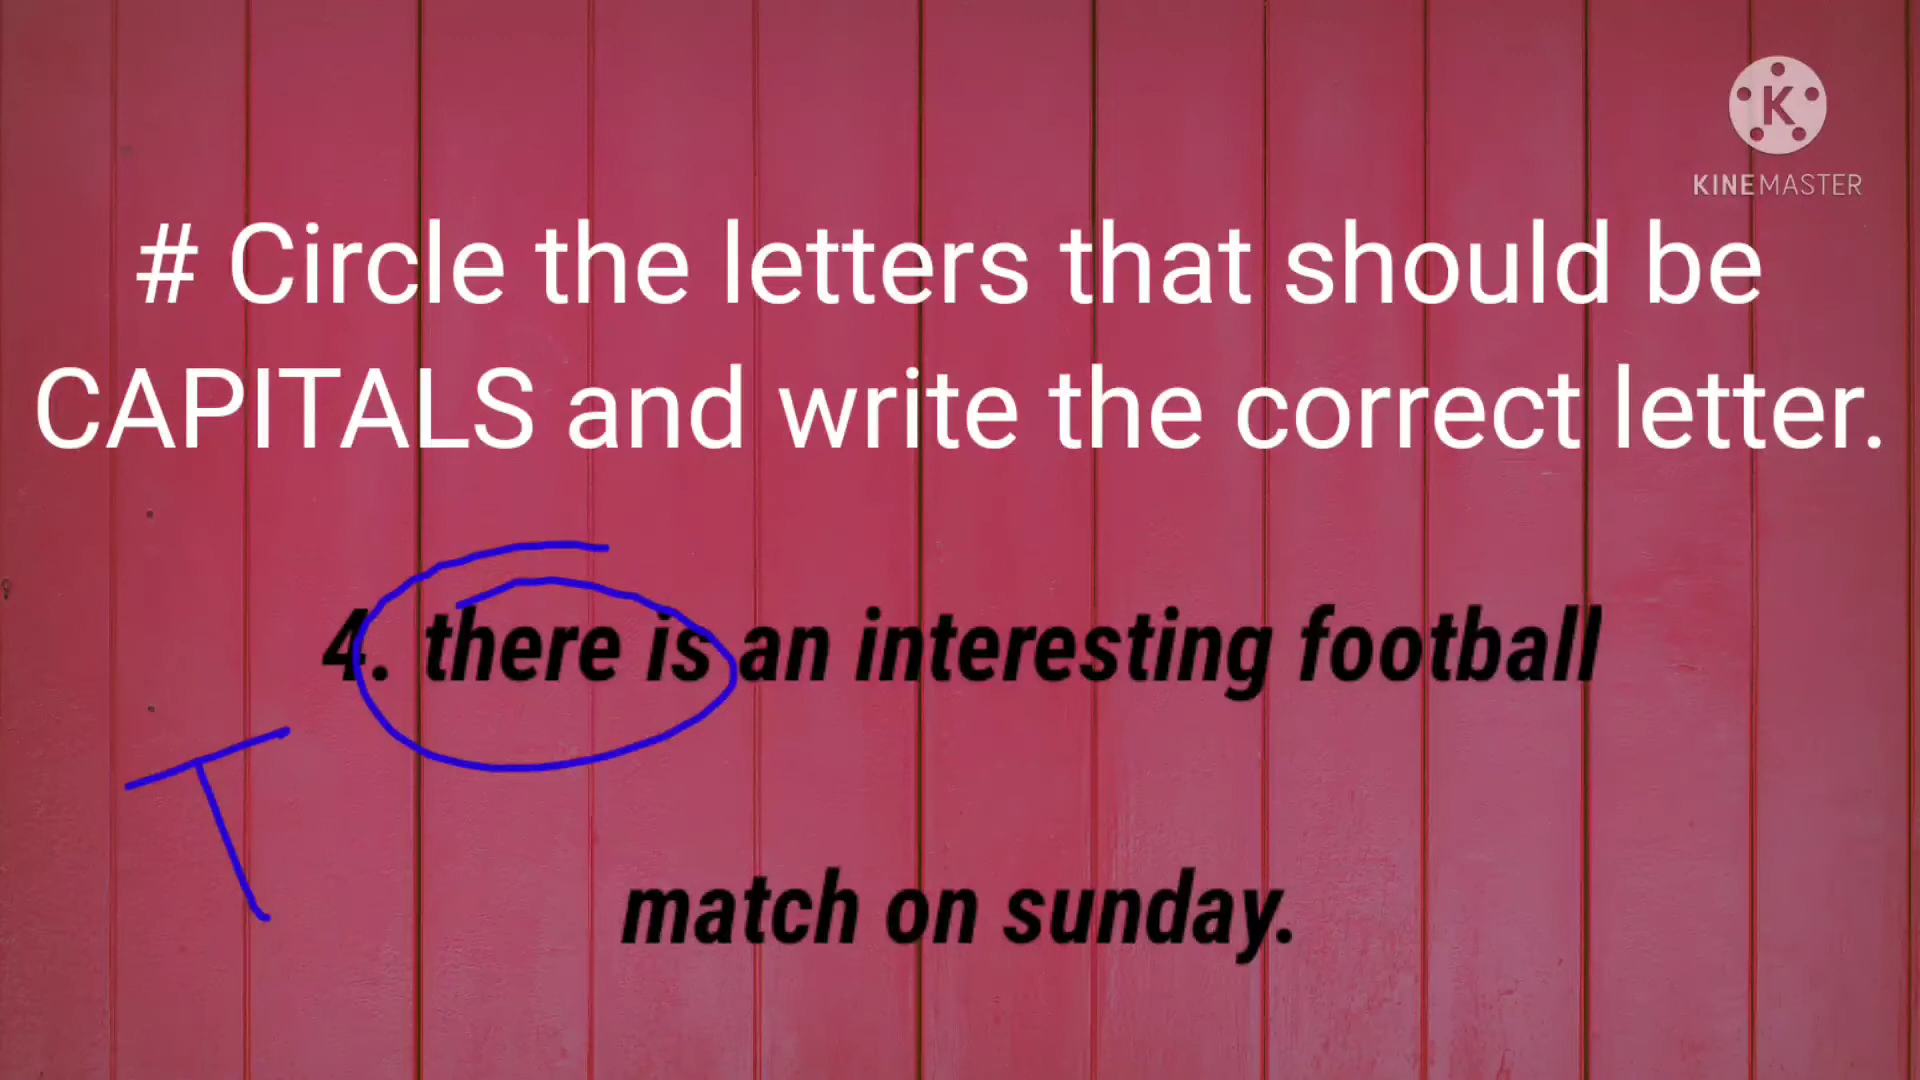 KINEMASTER
# Circle the letters that should be
CAPITALS and write the correct letter.
4. there is an interesting football
T
match on sunday.